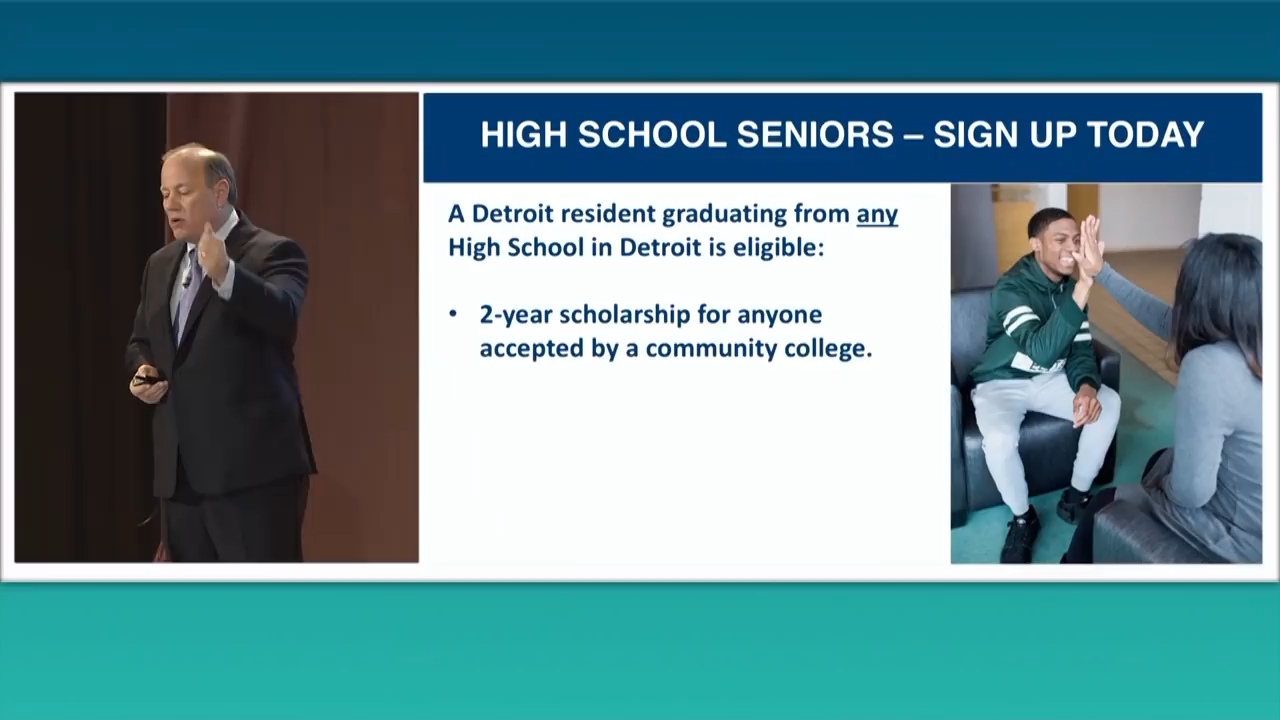 HIGH SCHOOL SENIORS – SIGN UP TODAY
A Detroit resident graduating from any
High School in Detroit is eligible:
• 2-year scholarship for anyone
accepted by a community college.